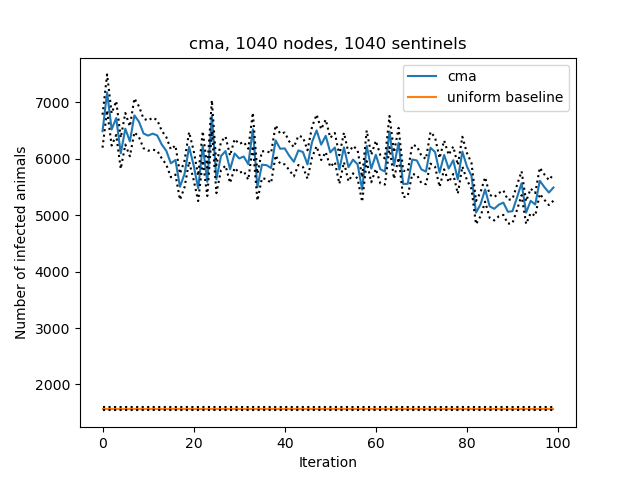 cma, 1040 nodes, 1040 sentinels
cma
uniform baseline
7000
6000
5000
4000
3000
2000
Number of infected animals
0 20 40 60 80 100
Iteration